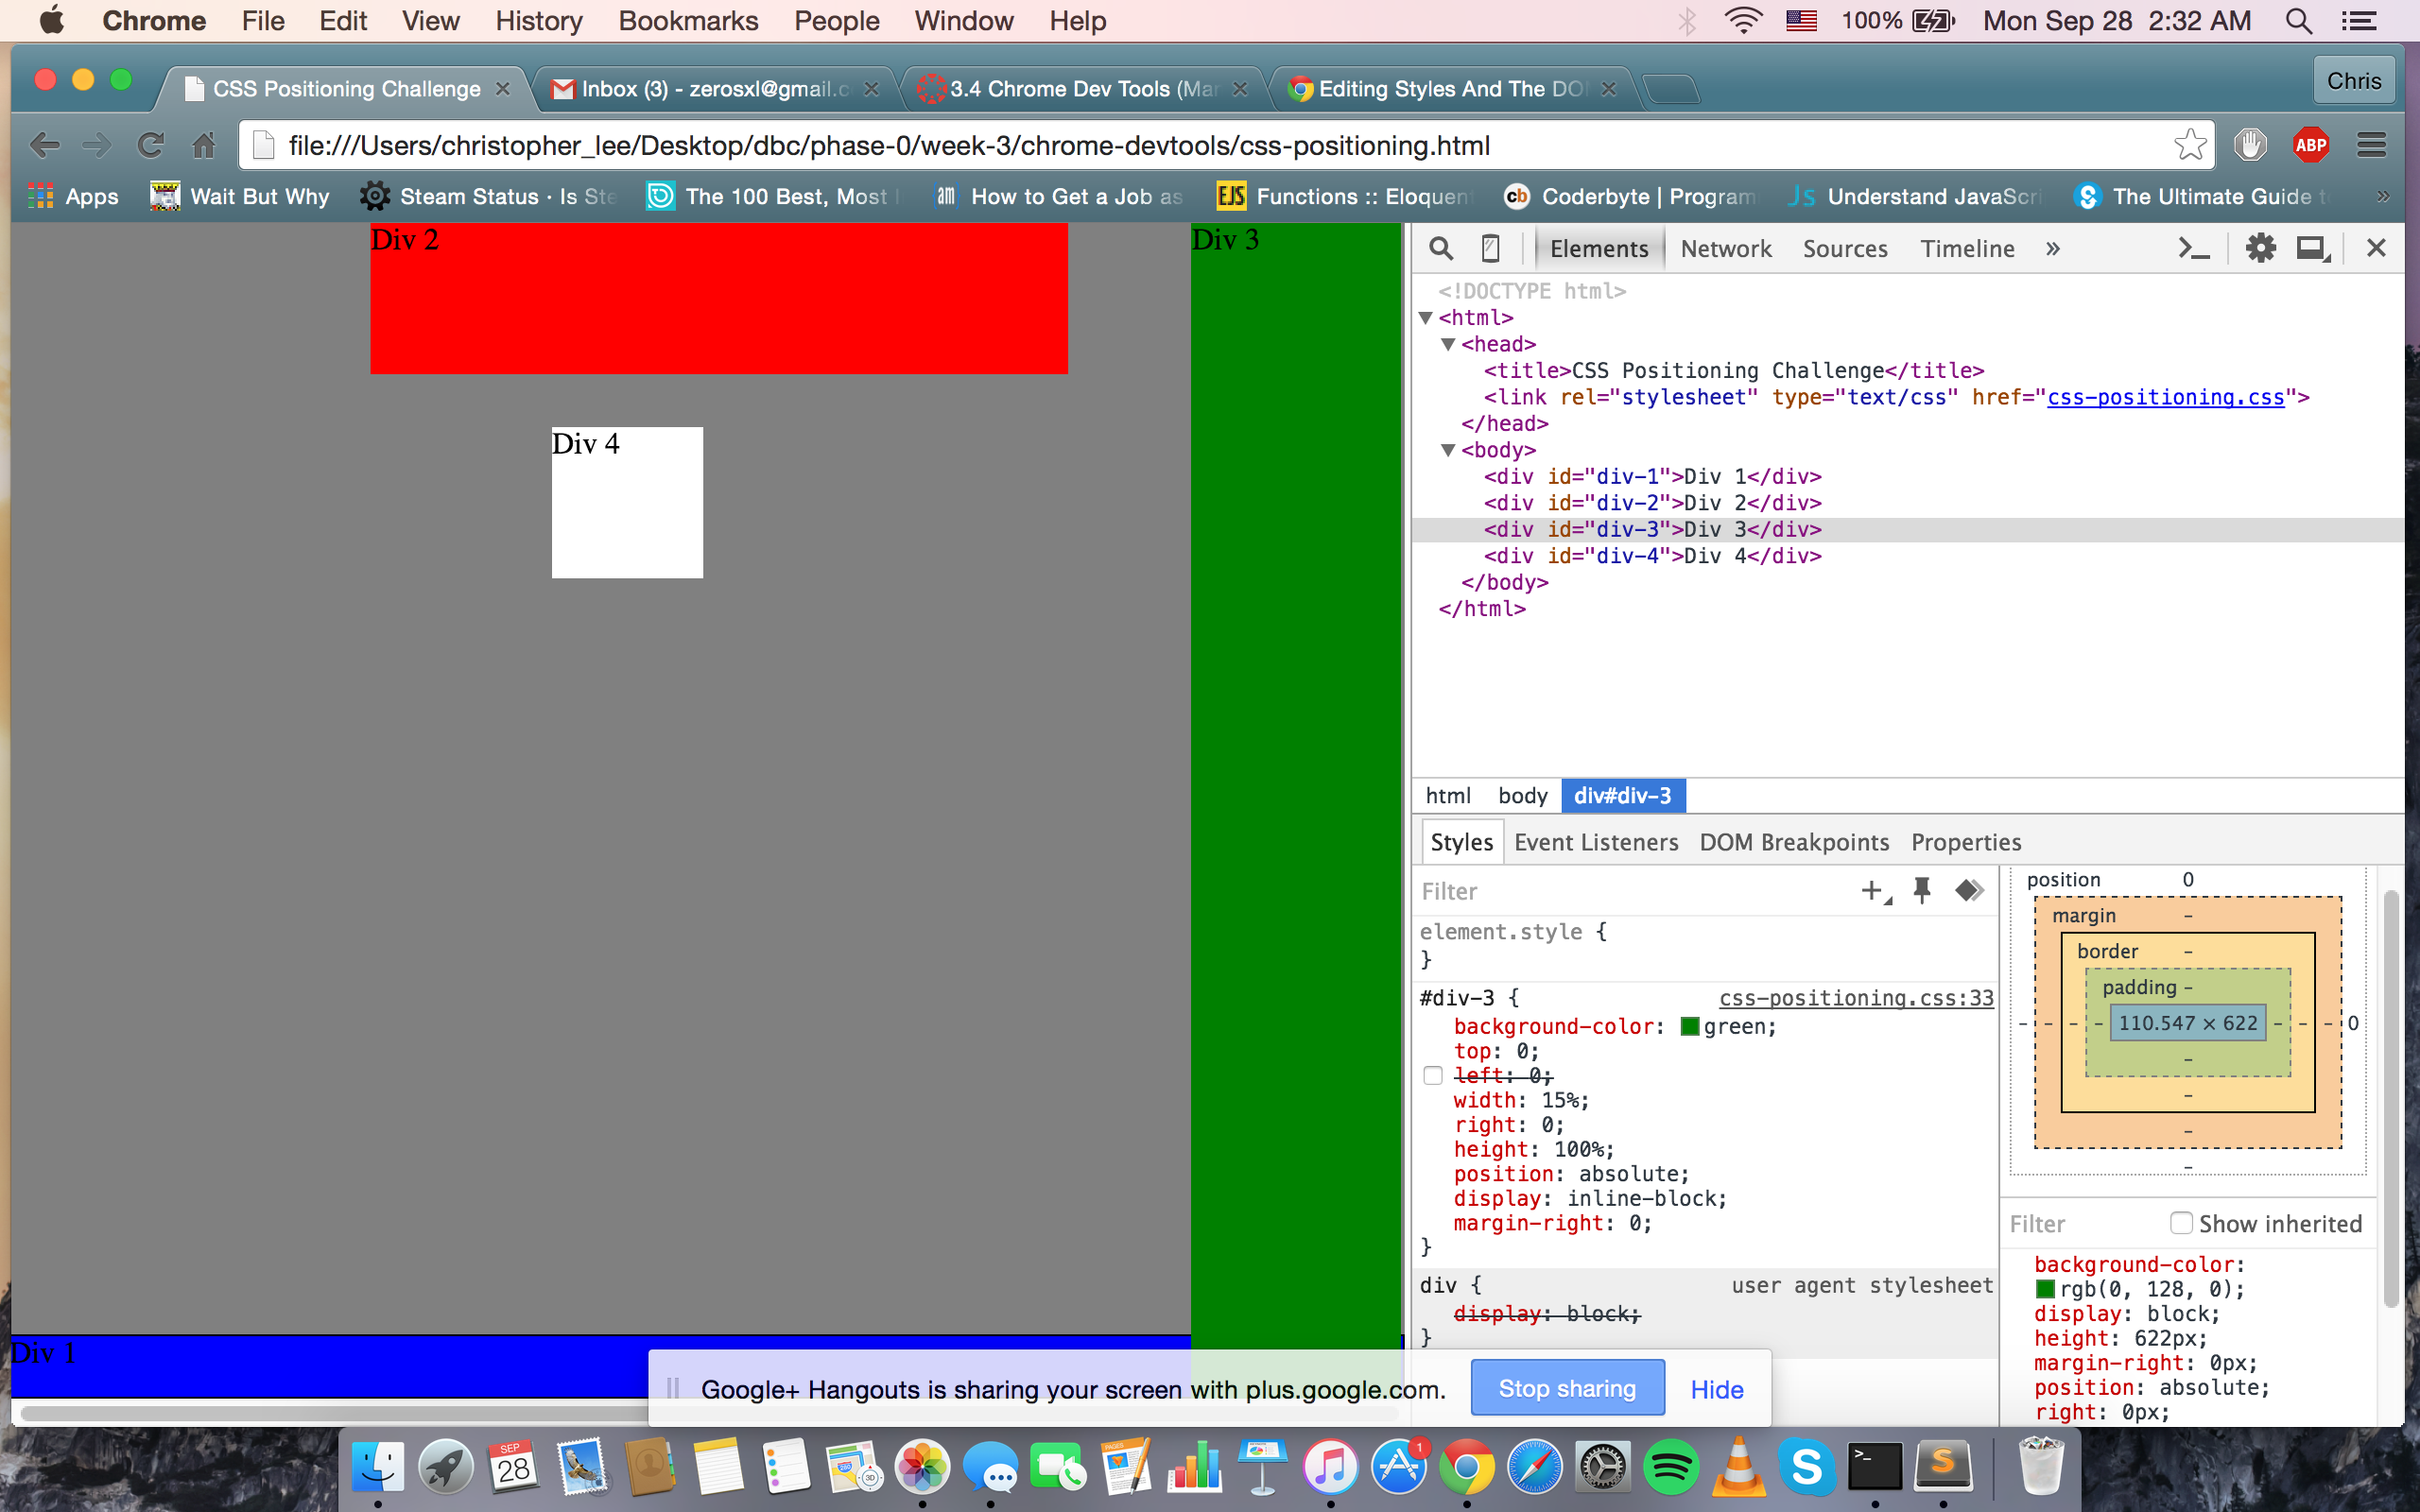 Chrome File Edit View History Bookmarks People Window Help 100% Mon Sep 28 2:32 AM
CSS Positioning Challenge Inbox (3) - zerosxl@gmail.c 3.4 Chrome Dev Tools (Mar Editing Styles And The DO Chris
file:///Users/christopher_lee/Desktop/dbc/phase-0/week-3/chrome-devtools/css-positioning.html ABP
Apps Wait But Why Steam Status · Is Ste The 100 Best, Most am How to Get a Job as EJS Functions :: Eloquent cb Coderbyte | Program JS Understand JavaScri The Ultimate Guide t »
Div 2
Div 3
Div 4
Div 1
Elements Network Sources Timeline »
<!DOCTYPE html>
<html>
<head>
<title>CSS Positioning Challenge</title>
<link rel="stylesheet" type="text/css" href="css-positioning.css">
</head>
<body>
<div id="div-1">Div 1</div>
<div id="div-2">Div 2</div>
<div id="div-3">Div 3</div>
<div id="div-4">Div 4</div>
</body>
</html>
html body div#div-3
Styles Event Listeners DOM Breakpoints Properties
Filter
element.style {
}
#div-3 { css-positioning.css:33
background-color: green;
top: 0;
left: 0;
width: 15%;
right: 0;
height: 100%;
position: absolute;
display: inline-block;
margin-right: 0;
}
div { user agent stylesheet
display: block;
}
position 0
margin -
border -
padding -
- - - - 110.547 × 622 - - - 0
-
-
-
-
Filter Show inherited
background-color:
rgb(0, 128, 0);
display: block;
height: 622px;
margin-right: 0px;
position: absolute;
right: 0px;
Google+ Hangouts is sharing your screen with plus.google.com. Stop sharing Hide
SEP
28
280
3D
PAGES
1
>_
S
S